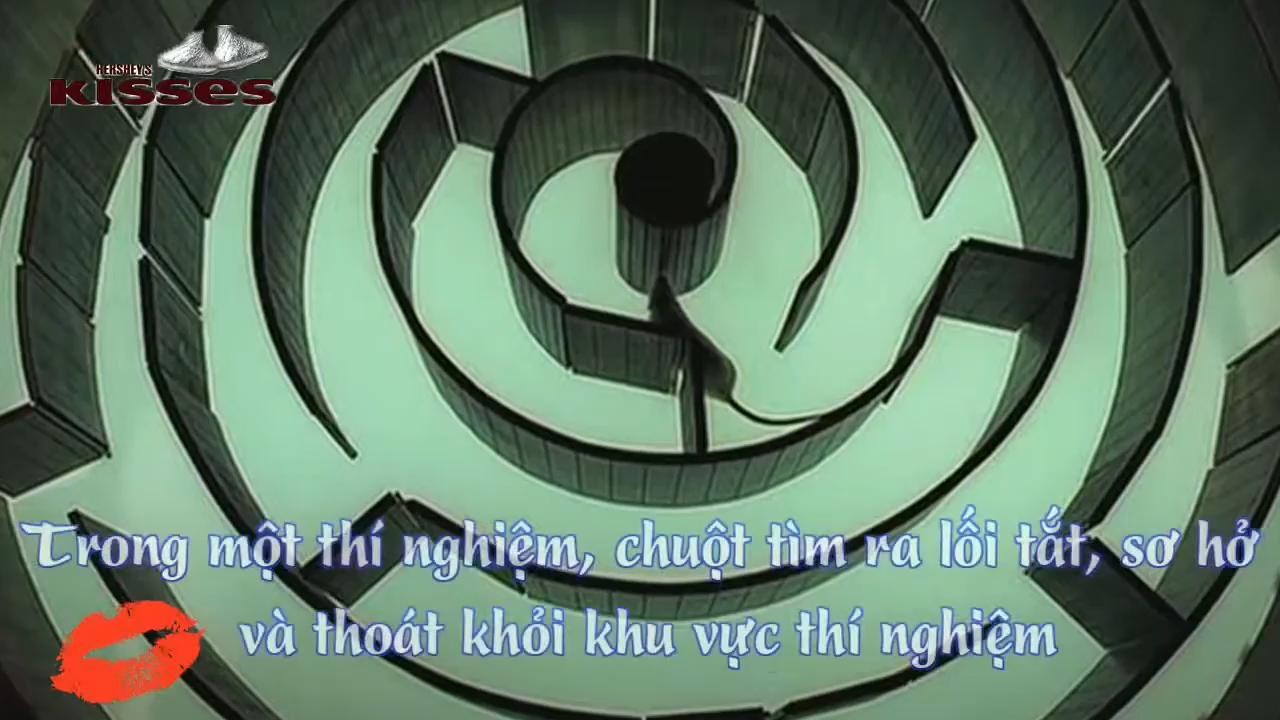 HERSHEY'S
KISSES
Trong một thí nghiệm, chuột tìm ra lối tắt, sơ hở
và thoát khỏi khu vực thí nghiệm